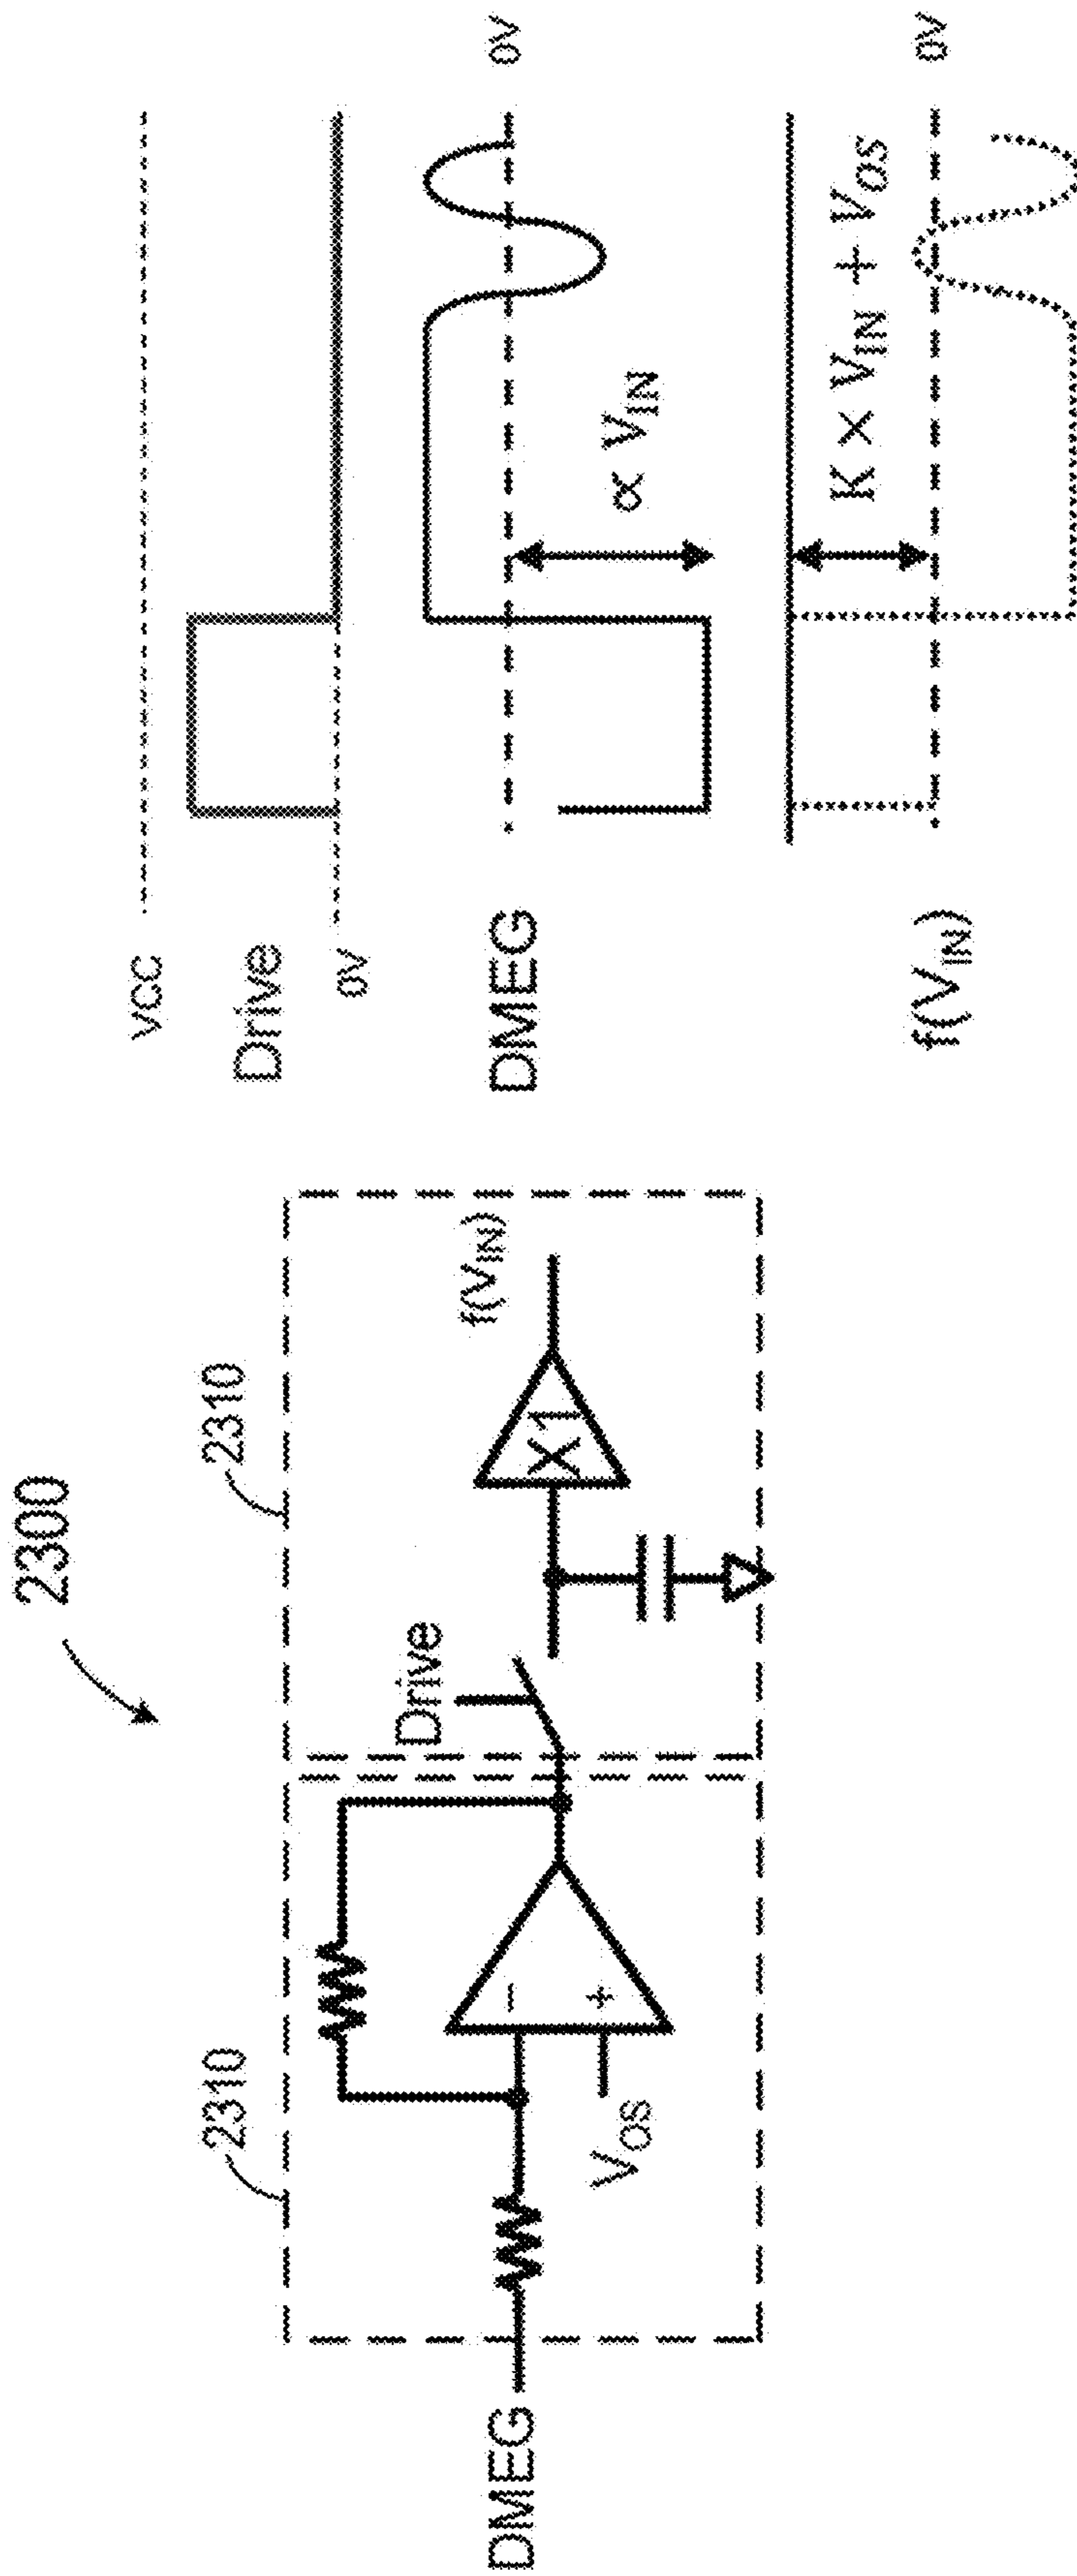 2300
2310
2310
DMEG
VOS
−
+
Drive
X1
f(VIN)
VCC
Drive
0V
DMEG
0V
∝ VIN
K × VIN + VOS
f(VIN)
0V